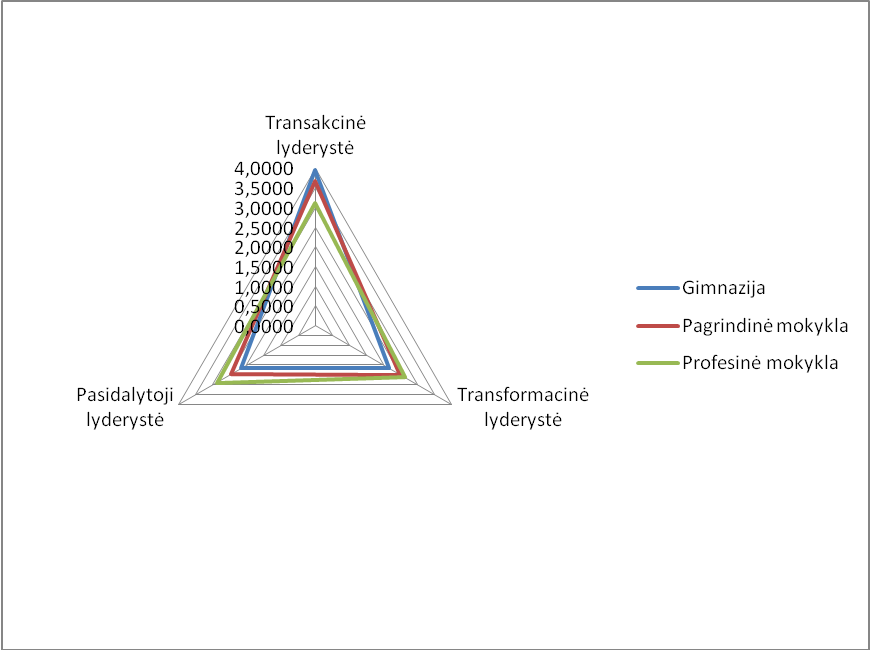 Transakcinė
lyderystė
4,0000
3,5000
3,0000
2,5000
2,0000
1,5000
1,0000
0,5000
0,0000
Pasidalytoji
lyderystė
Transformacinė
lyderystė
Gimnazija
Pagrindinė mokykla
Profesinė mokykla